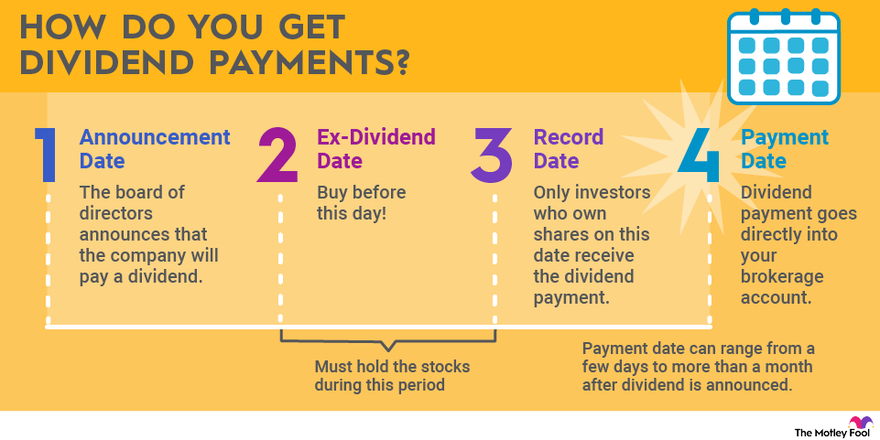 HOW DO YOU GET
DIVIDEND PAYMENTS?
1
Announcement
Date
The board of
directors
announces that
the company will
pay a dividend.
2
Ex-Dividend
Date
Buy before
this day!
3
Record
Date
Only investors
who own
shares on this
date receive
the dividend
payment.
4
Payment
Date
Dividend
payment goes
directly into
your
brokerage
account.
Must hold the stocks
during this period
Payment date can range from a
few days to more than a month
after dividend is announced.
The Motley Fool